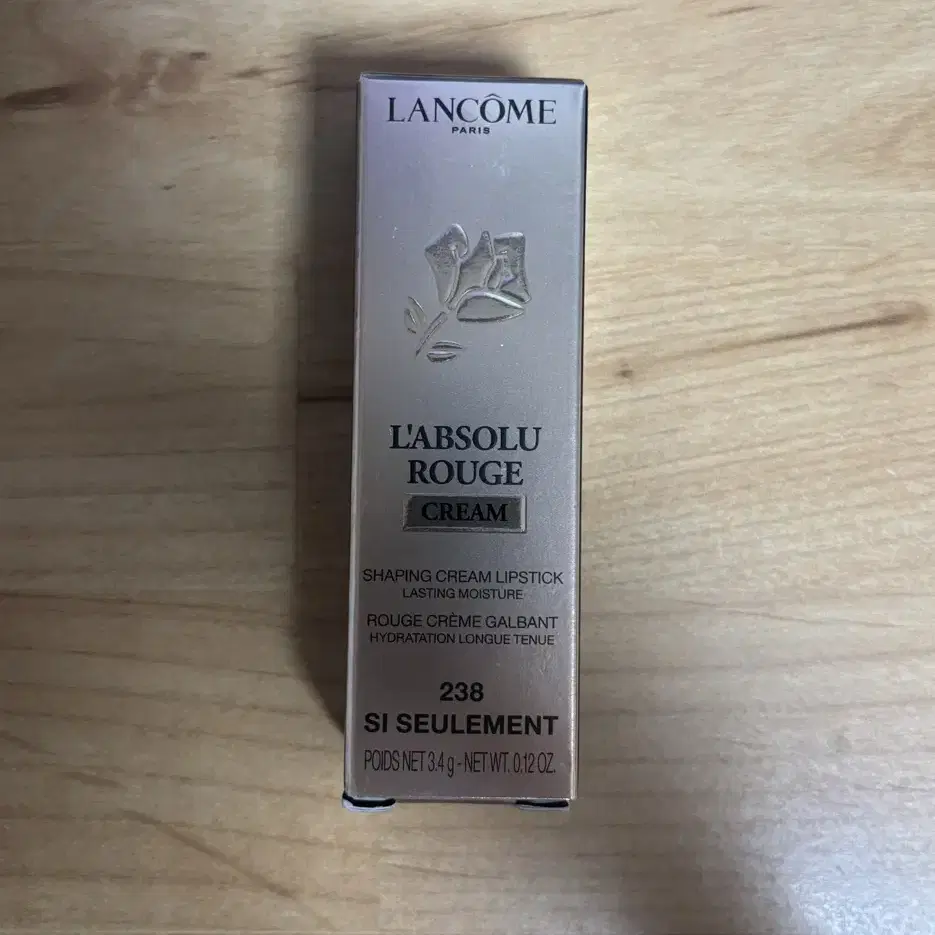 LANCÔME
PARIS
L'ABSOLU
ROUGE
CREAM
SHAPING CREAM LIPSTICK
LASTING MOISTURE
ROUGE CRÈME GALBANT
HYDRATATION LONGUE TENUE
238
SI SEULEMENT
POIDS NET 3.4 g - NET WT. 0.12 OZ.